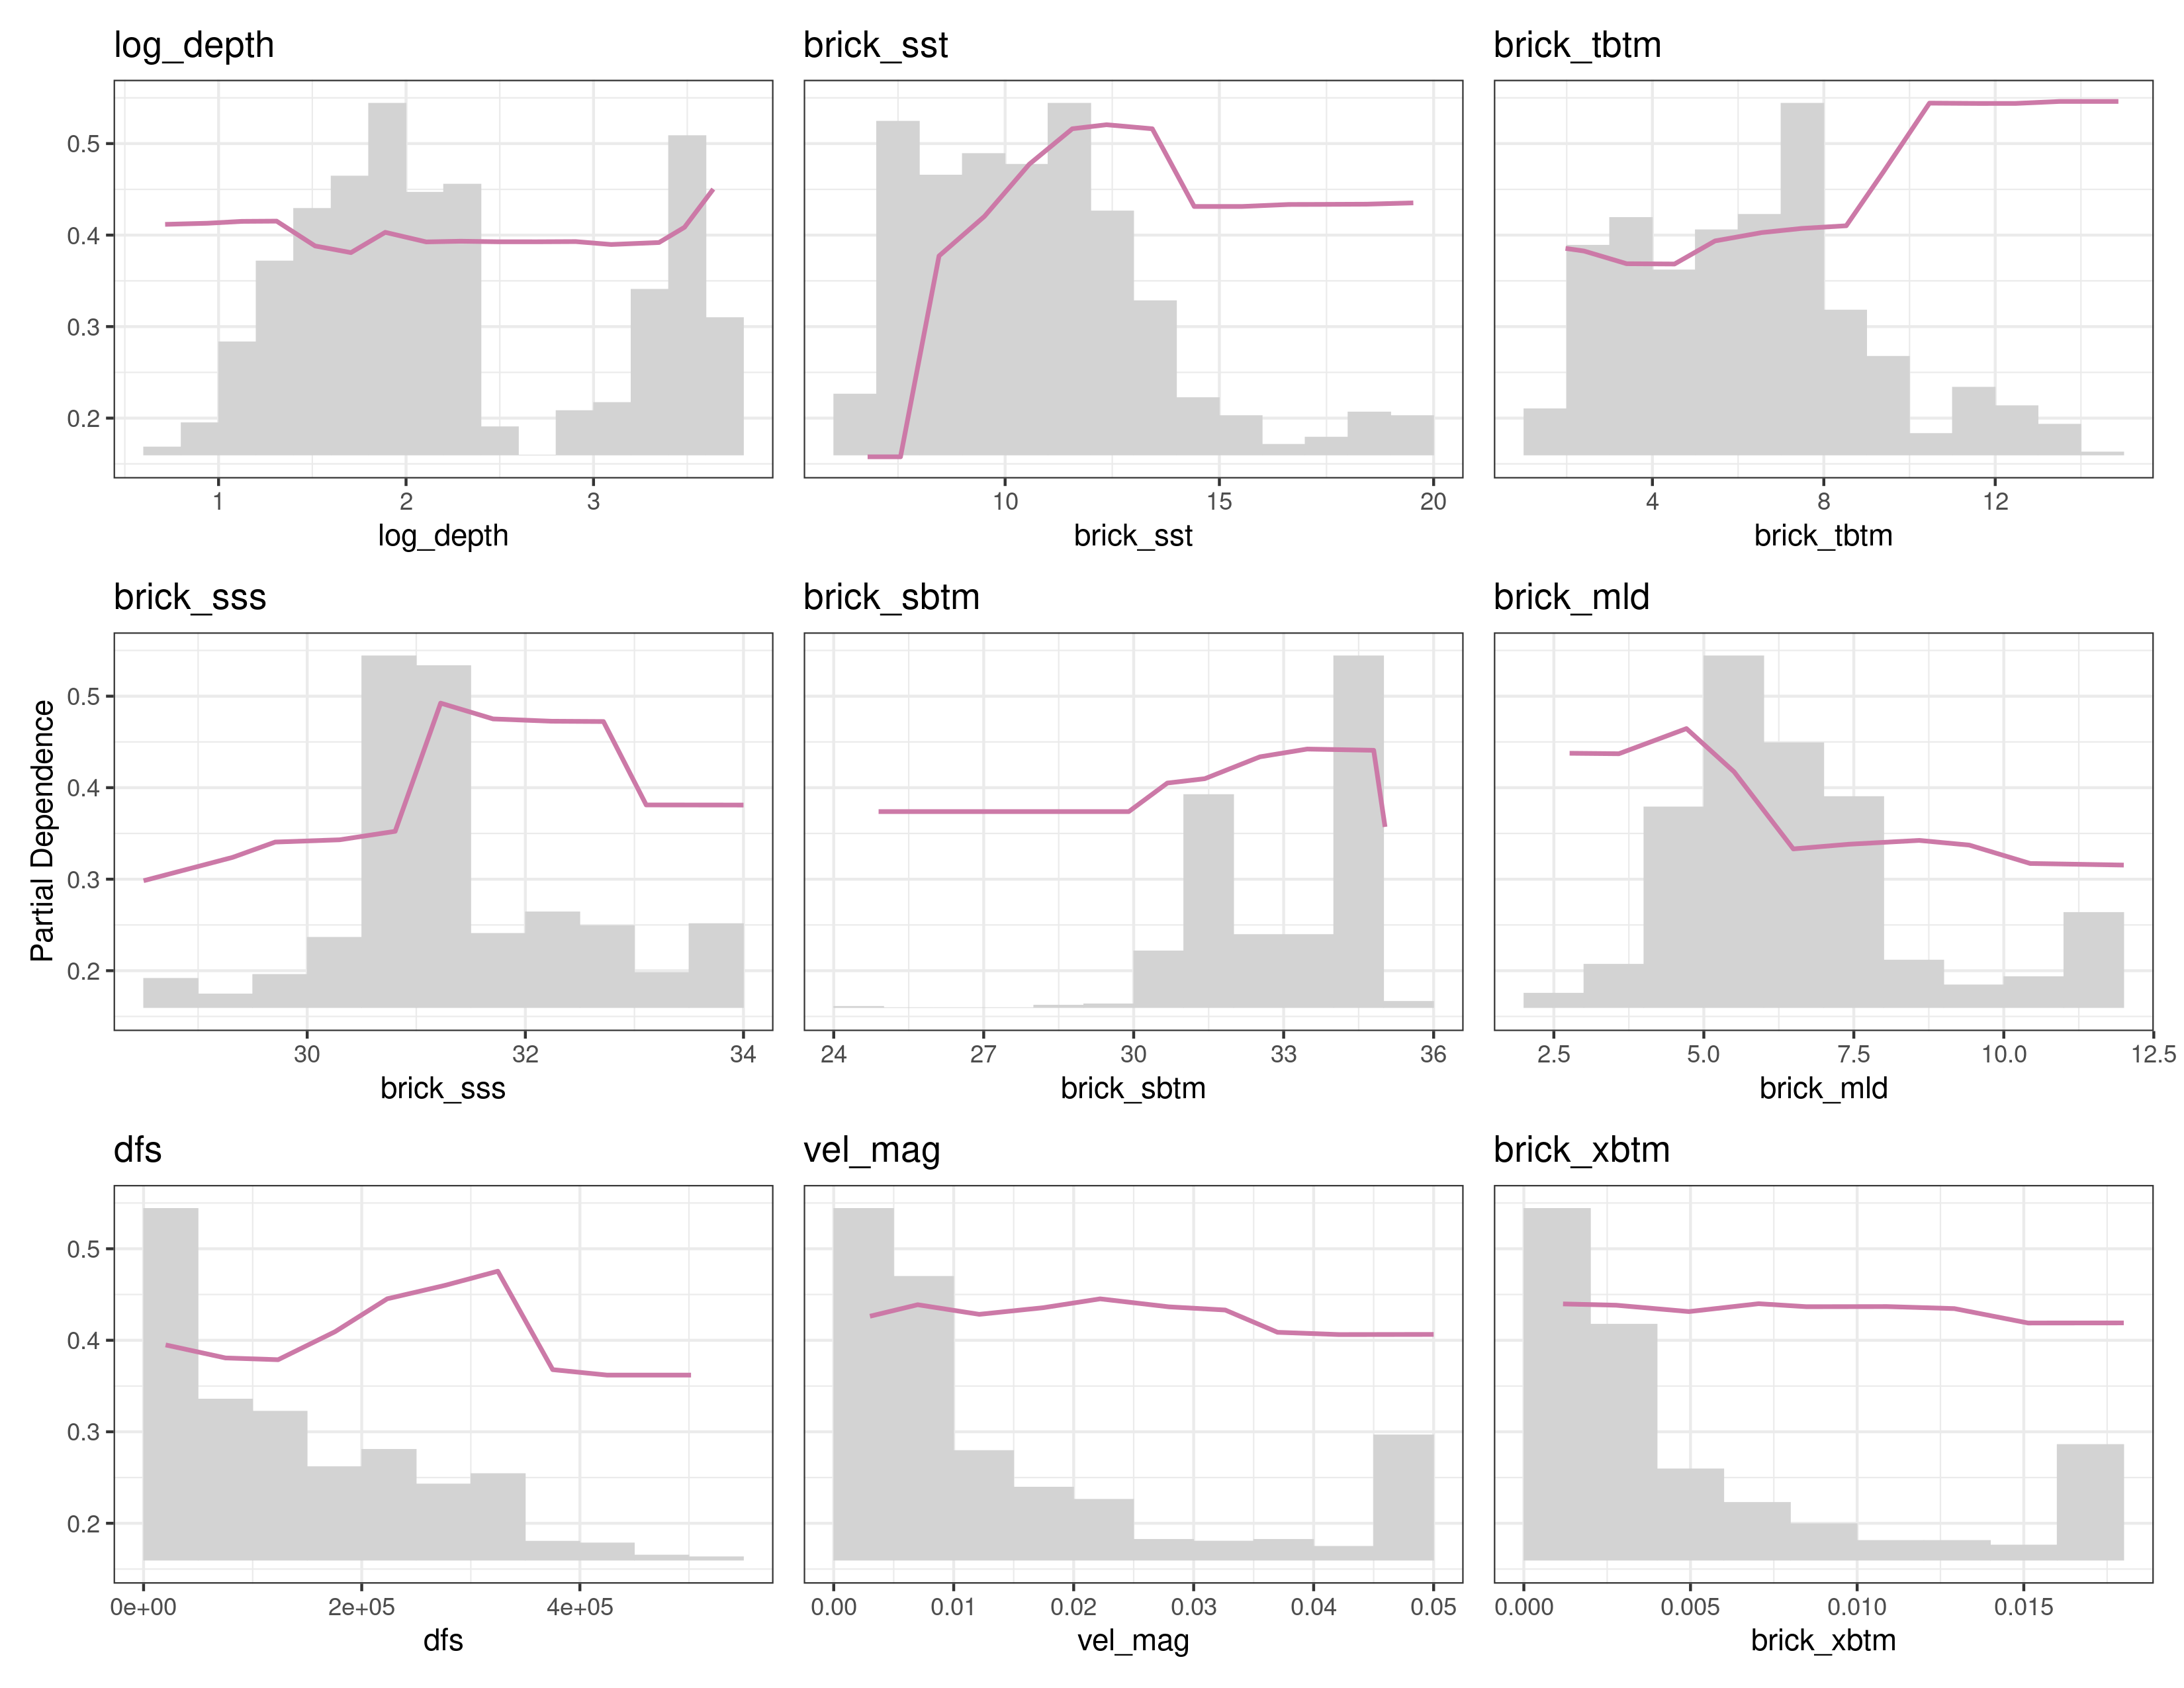 log_depth
brick_sst
brick_tbtm
0.5
0.4
0.3
0.2
1 2 3
10 15 20
4 8 12
log_depth
brick_sst
brick_tbtm
brick_sss
brick_sbtm
brick_mld
Partial Dependence
0.5
0.4
0.3
0.2
30 32 34
24 27 30 33 36
2.5 5.0 7.5 10.0 12.5
brick_sss
brick_sbtm
brick_mld
dfs
vel_mag
brick_xbtm
0.5
0.4
0.3
0.2
0e+00 2e+05 4e+05
0.00 0.01 0.02 0.03 0.04 0.05
0.000 0.005 0.010 0.015
dfs
vel_mag
brick_xbtm